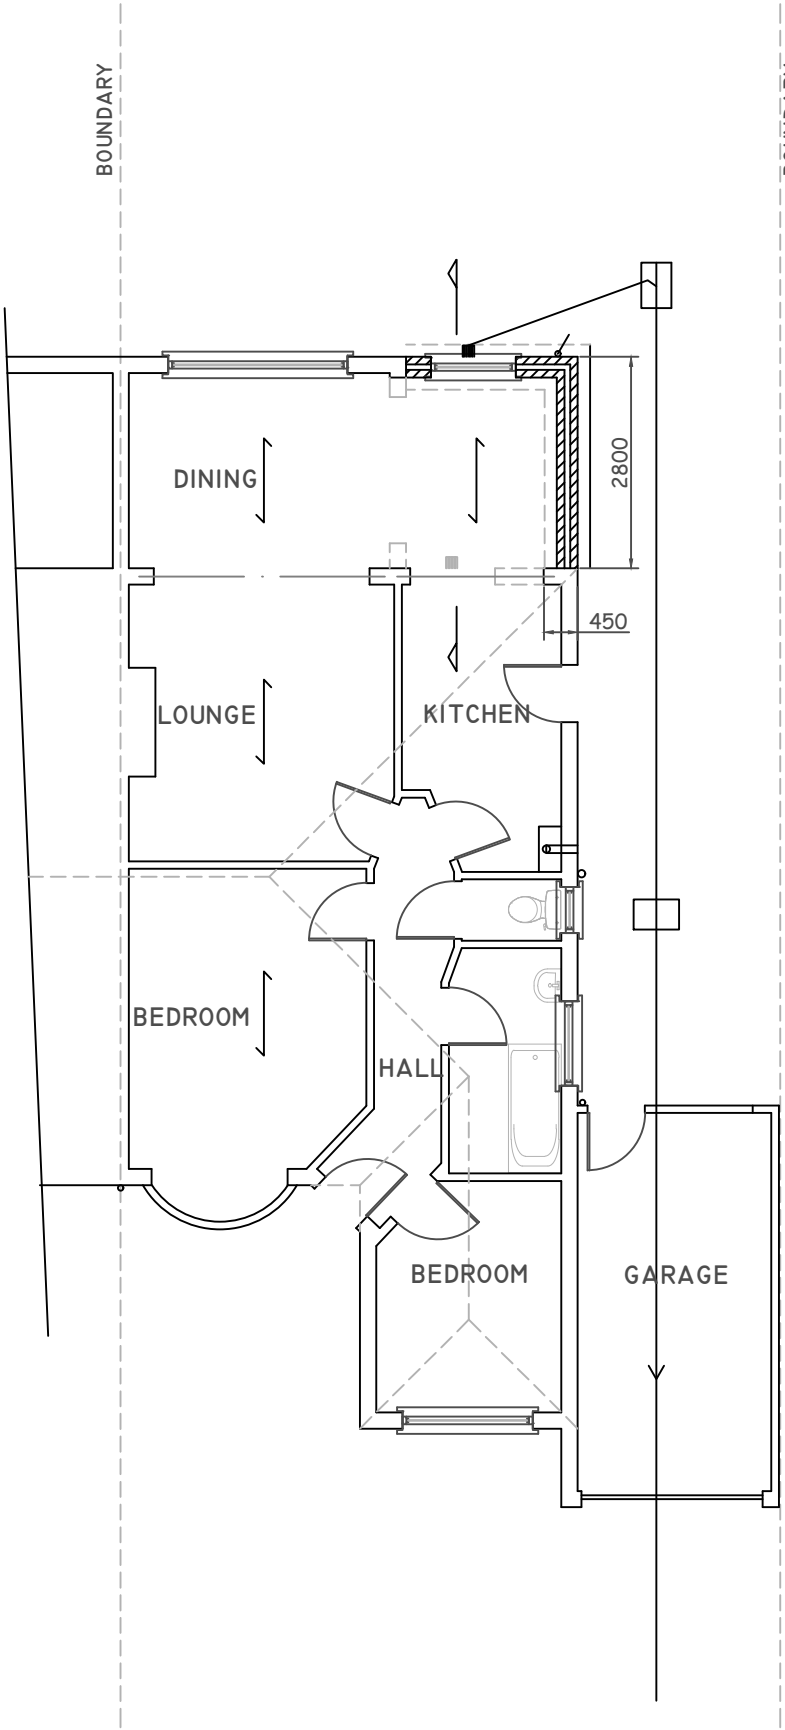 BOUNDARY
DINING
2800
450
LOUNGE
KITCHEN
BEDROOM
HALL
BEDROOM
GARAGE